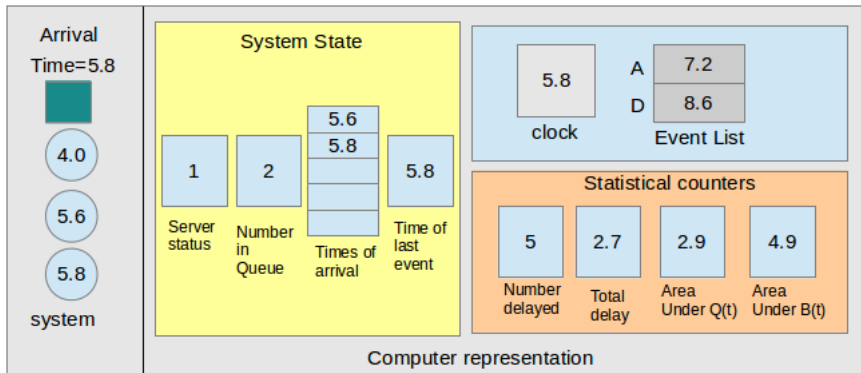 Arrival
Time=5.8
4.0
5.6
5.8
system
System State
1
Server
status
2
Number
in
Queue
5.6
5.8
Times of
arrival
5.8
Time of
last
event
5.8
clock
A
7.2
D
8.6
Event List
Statistical counters
5
Number
delayed
2.7
Total
delay
2.9
Area
Under Q(t)
4.9
Area
Under B(t)
Computer representation